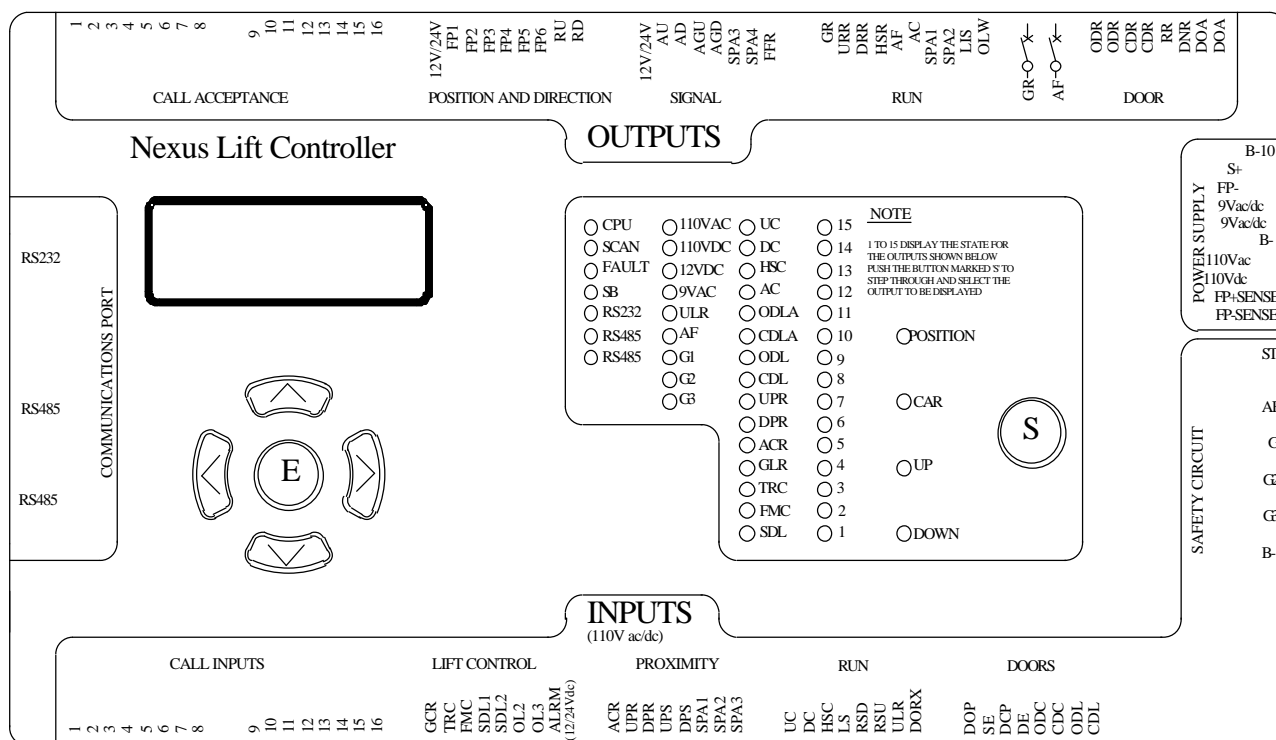 1 2 3 4 5 6 7 8 9 10 11 12 13 14 15 16
CALL ACCEPTANCE
12V/24V FP1 FP2 FP3 FP4 FP5 FP6 RU RD
POSITION AND DIRECTION
12V/24V AU AD AGU AGD SPA3 SPA4 FFR
SIGNAL
GR URR DRR HSR AF AC SPA1 SPA2 LIS OLW
RUN
GR AF
ODR ODR CDR CDR RR DNR DOA DOA
DOOR
OUTPUTS
Nexus Lift Controller
COMMUNICATIONS PORT
RS232
RS485
RS485
E
CPU
SCAN
FAULT
SB
RS232
RS485
RS485
110VAC
110VDC
12VDC
9VAC
ULR
AF
G1
G2
G3
UC
DC
HSC
AC
ODLA
CDLA
ODL
CDL
UPR
DPR
ACR
GLR
TRC
FMC
SDL
15
14
13
12
11
10
9
8
7
6
5
4
3
2
1
NOTE
1 TO 15 DISPLAY THE STATE FOR
THE OUTPUTS SHOWN BELOW
PUSH THE BUTTON MARKED 'S' TO
STEP THROUGH AND SELECT THE
OUTPUT TO BE DISPLAYED
POSITION
CAR
UP
DOWN
S
POWER SUPPLY
B-10
S+
FP-
9Vac/dc
9Vac/dc
B-
110Vac
110Vdc
FP+SENSE
FP-SENSE
SAFETY CIRCUIT
ST
G2
B-
INPUTS
(110V ac/dc)
CALL INPUTS
1 2 3 4 5 6 7 8 9 10 11 12 13 14 15 16
LIFT CONTROL
GCR TRC FMC SDL1 SDL2 OL2 OL3 ALRM (12/24Vdc)
PROXIMITY
ACR UPR DPR UPS DPS SPA1 SPA2 SPA3
RUN
UC DC HSC LS RSD RSU ULR DORX
DOORS
DOP SE DCP DE ODC CDC ODL CDL